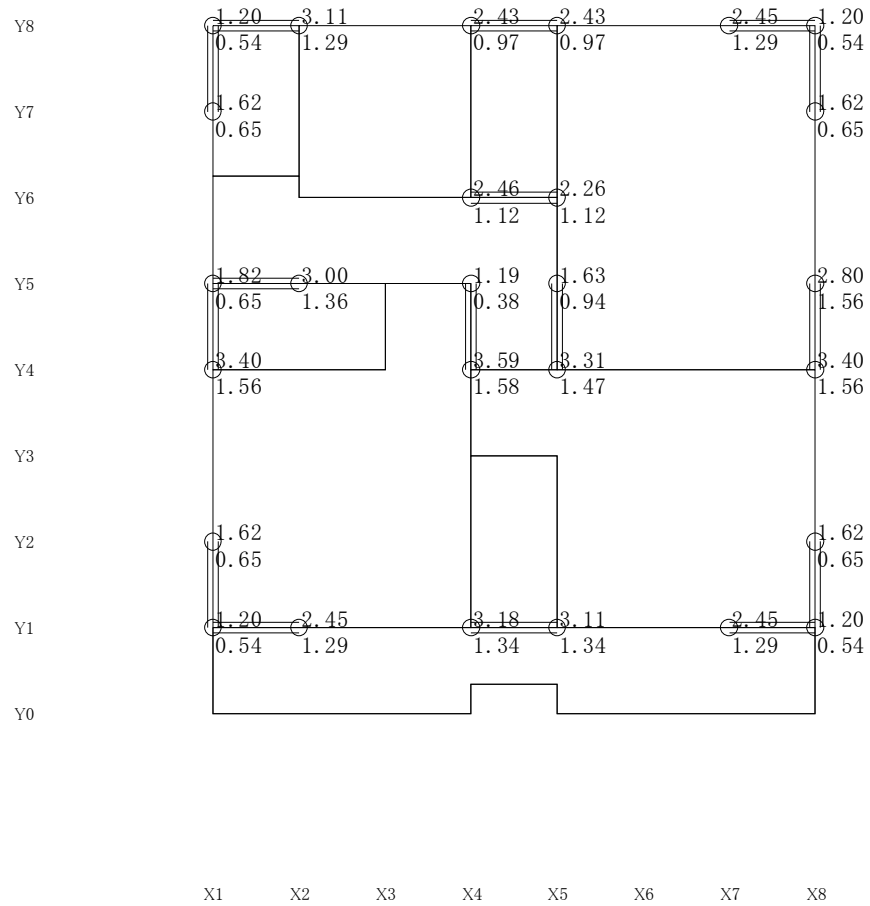 1.20 3.11 2.43 2.43 2.45 1.20
Y8
0.54 1.29 0.97 0.97 1.29 0.54
1.62 1.62
Y7
0.65 0.65
2.46 2.26
Y6
1.12 1.12
1.82 3.00 1.19 1.63 2.80
Y5
0.65 1.36 0.38 0.94 1.56
3.40 3.59 3.31 3.40
Y4
1.56 1.58 1.47 1.56
Y3
1.62 1.62
Y2
0.65 0.65
1.20 2.45 3.18 3.11 2.45 1.20
Y1
0.54 1.29 1.34 1.34 1.29 0.54
Y0
X1 X2 X3 X4 X5 X6 X7 X8